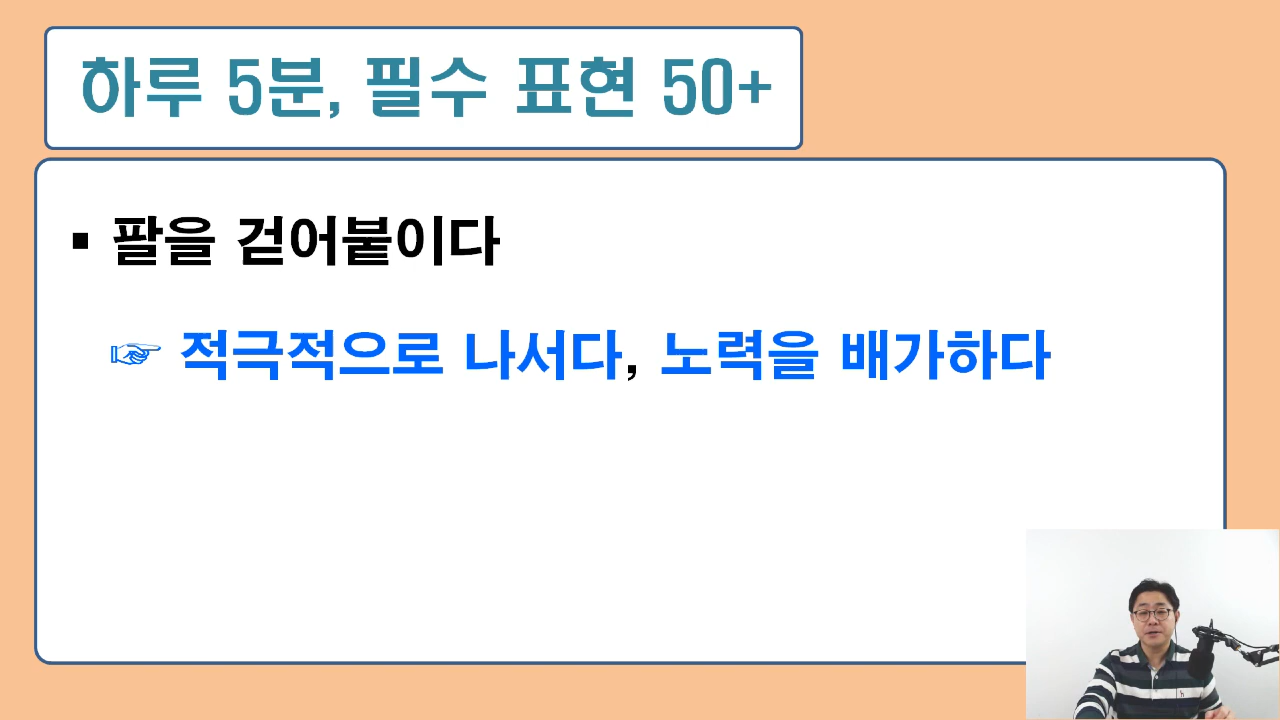 하루 5분, 필수 표현 50+
▪ 팔을 걷어붙이다
☞ 적극적으로 나서다, 노력을 배가하다